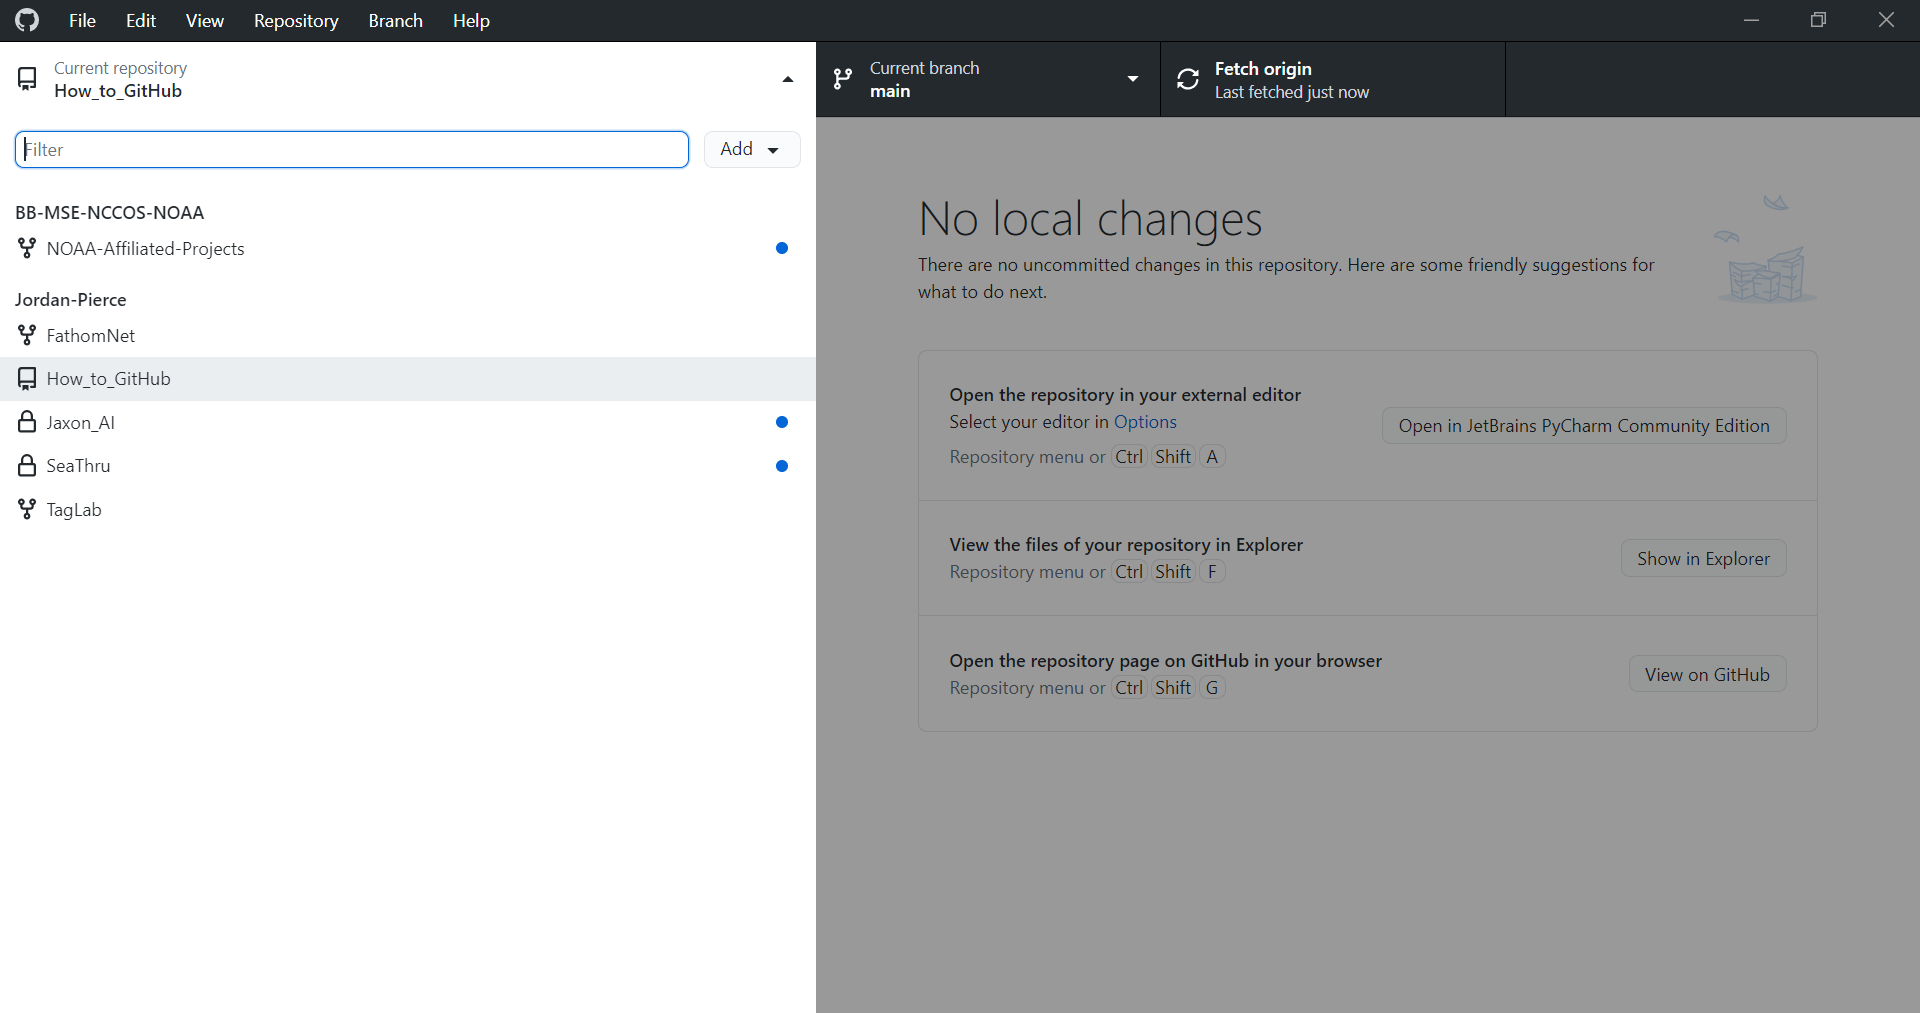 File Edit View Repository Branch Help
Current repository
How_to_GitHub
Current branch
main
Fetch origin
Last fetched just now
Filter
Add
BB-MSE-NCCOS-NOAA
NOAA-Affiliated-Projects
Jordan-Pierce
FathomNet
How_to_GitHub
Jaxon_AI
SeaThru
TagLab
No local changes
There are no uncommitted changes in this repository. Here are some friendly suggestions for
what to do next.
Open the repository in your external editor
Select your editor in Options
Repository menu or Ctrl Shift A
Open in JetBrains PyCharm Community Edition
View the files of your repository in Explorer
Repository menu or Ctrl Shift F
Show in Explorer
Open the repository page on GitHub in your browser
Repository menu or Ctrl Shift G
View on GitHub